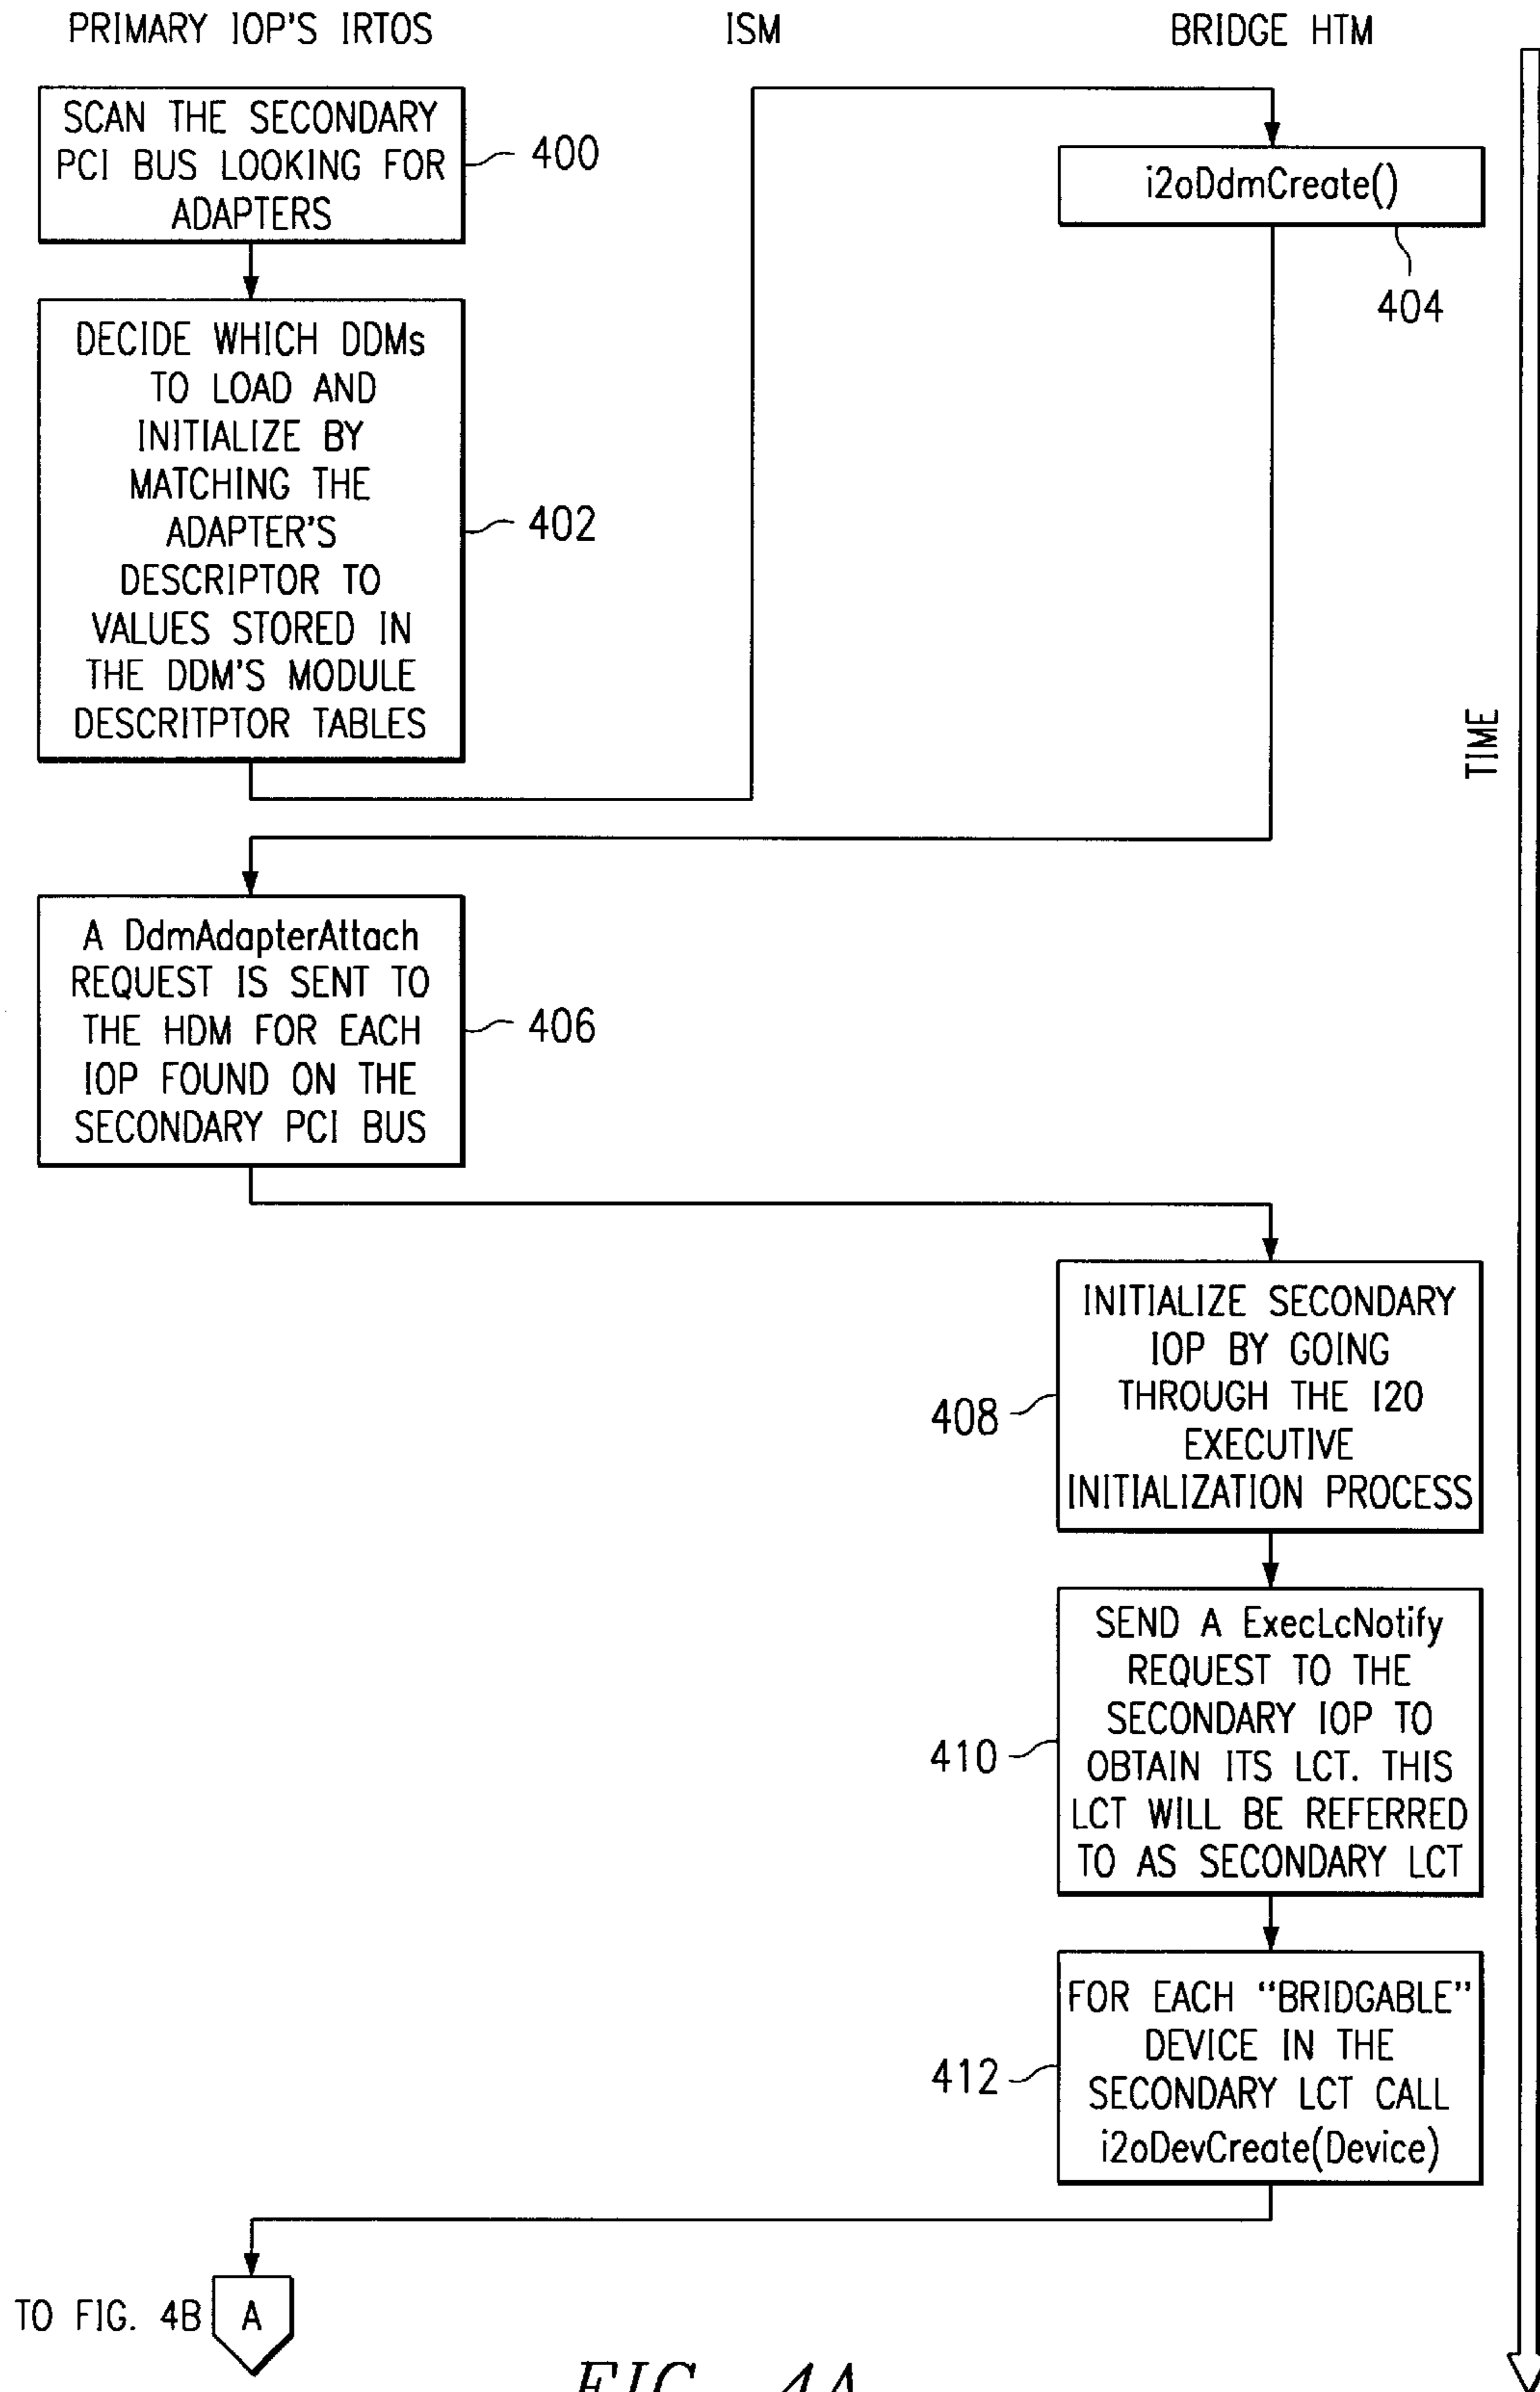 PRIMARY IOP'S IRTOS
ISM
BRIDGE HTM
SCAN THE SECONDARY
PCI BUS LOOKING FOR
ADAPTERS
400
i2oDdmCreate()
404
DECIDE WHICH DDMs
TO LOAD AND
INITIALIZE BY
MATCHING THE
ADAPTER'S
DESCRIPTOR TO
VALUES STORED IN
THE DDM'S MODULE
DESCRITPTOR TABLES
402
TIME
A DdmAdapterAttach
REQUEST IS SENT TO
THE HDM FOR EACH
IOP FOUND ON THE
SECONDARY PCI BUS
406
INITIALIZE SECONDARY
IOP BY GOING
THROUGH THE I20
EXECUTIVE
INITIALIZATION PROCESS
408
SEND A ExecLcNotify
REQUEST TO THE
SECONDARY IOP TO
OBTAIN ITS LCT. THIS
LCT WILL BE REFERRED
TO AS SECONDARY LCT
410
FOR EACH “BRIDGABLE”
DEVICE IN THE
SECONDARY LCT CALL
i2oDevCreate(Device)
412
TO FIG. 4B
A
FIG. 4A